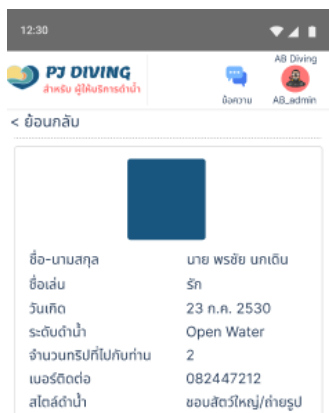 12:30
AB Diving
PJ DIVING
สำหรับ ผู้ให้บริการดำน้ำ
ข้อความ AB_admin
< ย้อนกลับ
ชื่อ-นามสกุล นาย พรชัย นกเดิน
ชื่อเล่น รัก
วันเกิด 23 ก.ค. 2530
ระดับดำน้ำ Open Water
จำนวนทริปที่ไปกับท่าน 2
เบอร์ติดต่อ 082447212
สไตล์ดำน้ำ ชอบสัตว์ใหญ่/ถ่ายรูป